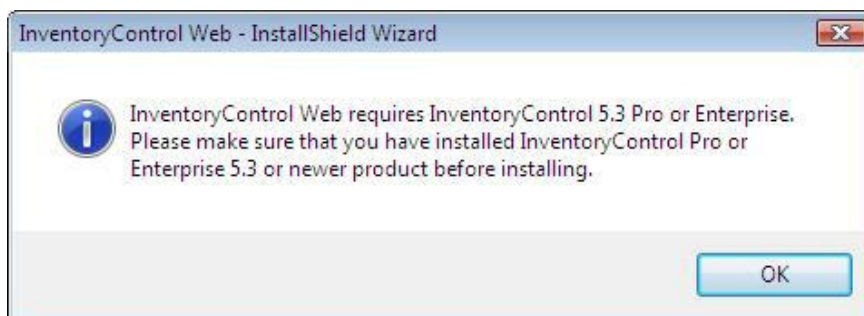 InventoryControl Web - InstallShield Wizard
InventoryControl Web requires InventoryControl 5.3 Pro or Enterprise.
Please make sure that you have installed InventoryControl Pro or
Enterprise 5.3 or newer product before installing.
OK